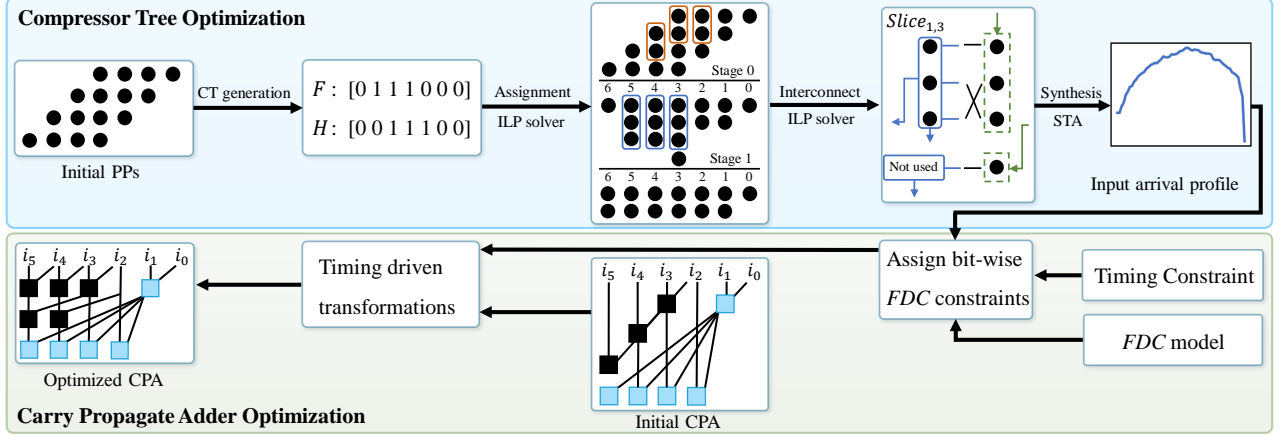 Compressor Tree Optimization
Initial PPs
CT generation
F : [0 1 1 1 0 0 0]
H : [0 0 1 1 1 0 0]
Assignment
ILP solver
Stage 0
6 5 4 3 2 1 0
Stage 1
6 5 4 3 2 1 0
Interconnect
ILP solver
Slice₁,₃
Not used
Synthesis
STA
Input arrival profile
i₅ i₄ i₃ i₂ i₁ i₀
Optimized CPA
Timing driven
transformations
i₅ i₄ i₃ i₂ i₁ i₀
Initial CPA
Assign bit-wise
FDC constraints
Timing Constraint
FDC model
Carry Propagate Adder Optimization